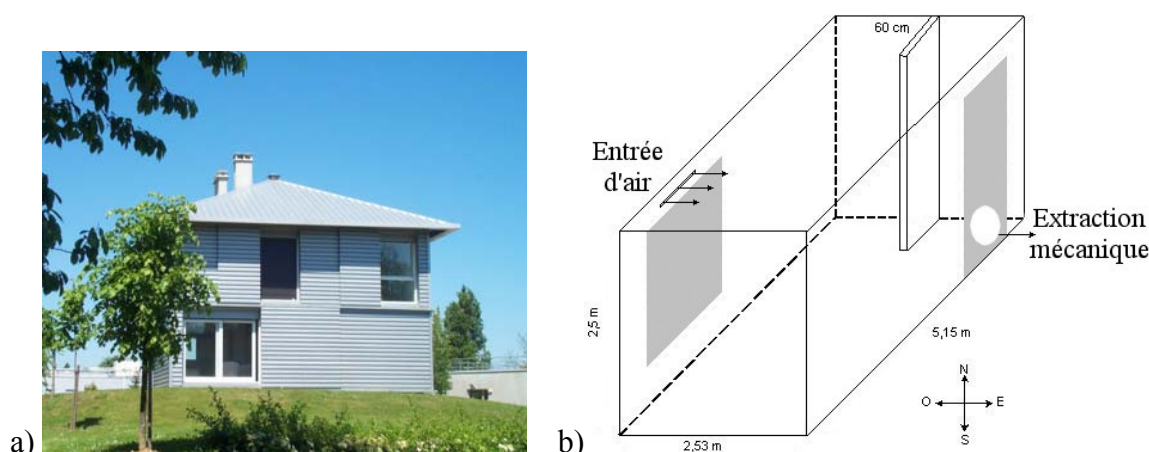 a)
b)
60 cm
Entrée
d'air
Extraction
mécanique
2,5 m
5,15 m
2,53 m
N
O
E
S